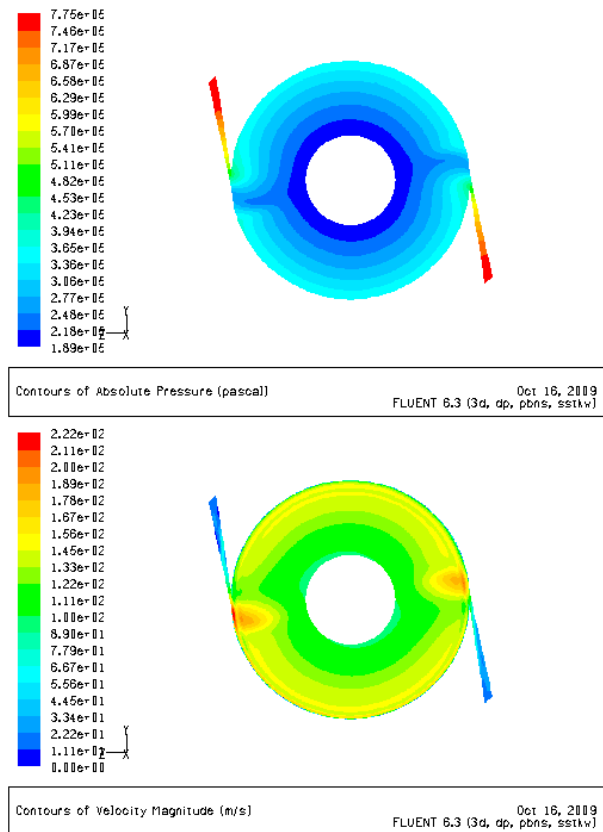 7.75e+05
7.46e+05
7.17e+05
6.87e+05
6.58e+05
6.29e+05
5.99e+05
5.70e+05
5.41e+05
5.11e+05
4.82e+05
4.53e+05
4.23e+05
3.94e+05
3.65e+05
3.36e+05
3.06e+05
2.77e+05
2.48e+05
2.18e+05
1.89e+05
Y
Z
X
Contours of Absolute Pressure (pascal)
Oct 16, 2009
FLUENT 6.3 (3d, dp, pbns, sstkw)
2.22e+02
2.11e+02
2.00e+02
1.89e+02
1.78e+02
1.67e+02
1.56e+02
1.45e+02
1.33e+02
1.22e+02
1.11e+02
1.00e+02
8.90e+01
7.79e+01
6.67e+01
5.56e+01
4.45e+01
3.34e+01
2.22e+01
1.11e+01
0.00e+00
Y
Z
X
Contours of Velocity Magnitude (m/s)
Oct 16, 2009
FLUENT 6.3 (3d, dp, pbns, sstkw)